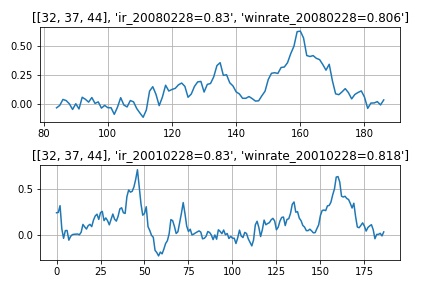 [[32, 37, 44], 'ir_20080228=0.83', 'winrate_20080228=0.806']
0.50
0.25
0.00
80 100 120 140 160 180
[[32, 37, 44], 'ir_20010228=0.83', 'winrate_20010228=0.818']
0.5
0.0
0 25 50 75 100 125 150 175